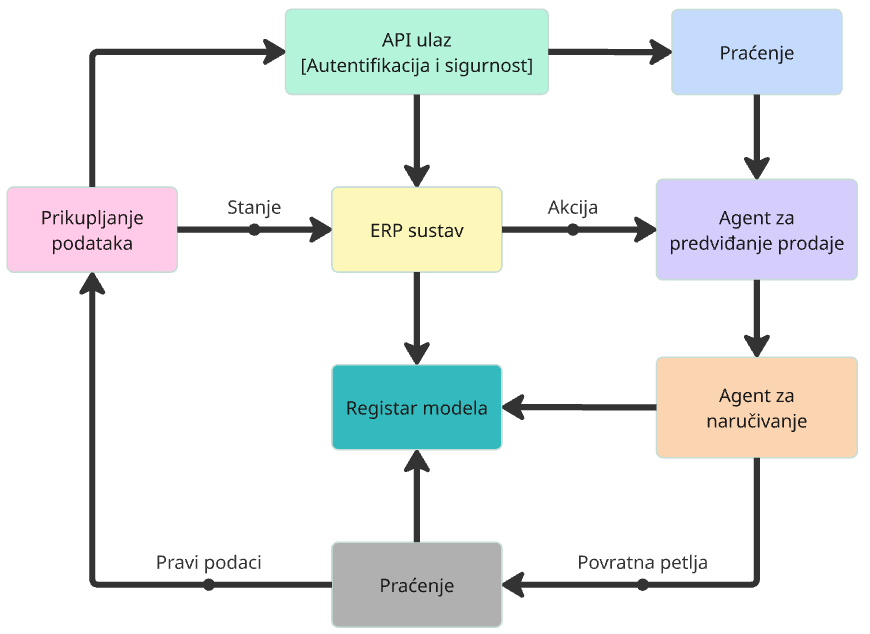 API ulaz
[Autentifikacija i sigurnost]
Praćenje
Prikupljanje
podataka
Stanje
ERP sustav
Akcija
Agent za
predviđanje prodaje
Registar modela
Agent za
naručivanje
Pravi podaci
Praćenje
Povratna petlja